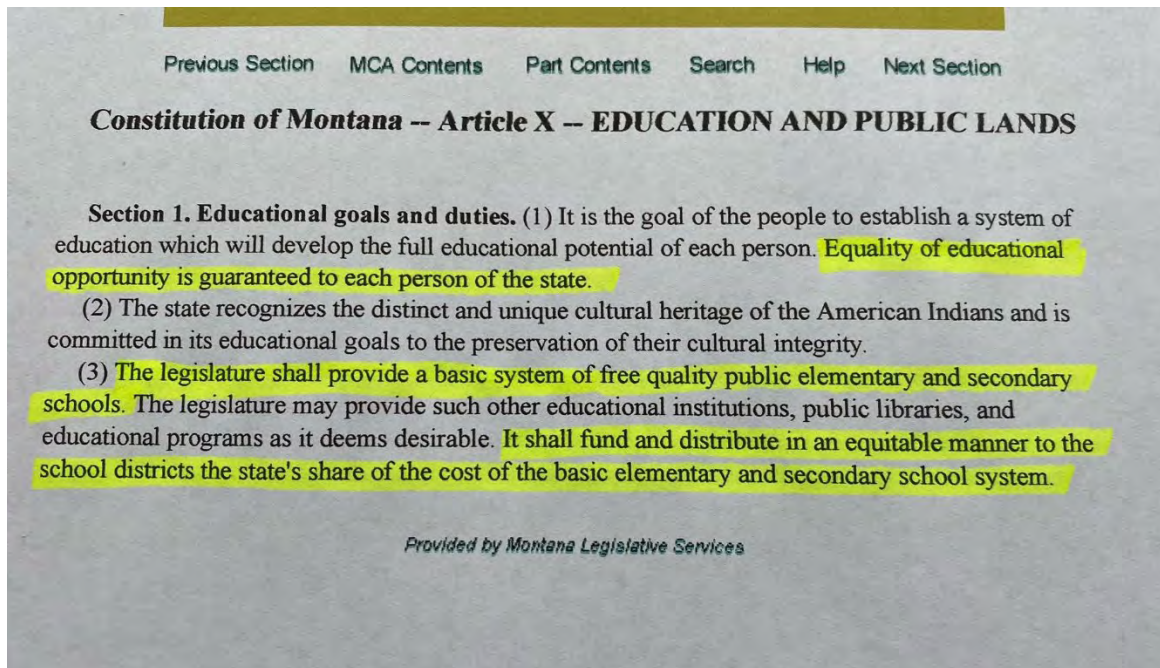 Previous Section MCA Contents Part Contents Search Help Next Section
Constitution of Montana -- Article X -- EDUCATION AND PUBLIC LANDS
Section 1. Educational goals and duties. (1) It is the goal of the people to establish a system of
education which will develop the full educational potential of each person. Equality of educational
opportunity is guaranteed to each person of the state.
(2) The state recognizes the distinct and unique cultural heritage of the American Indians and is
committed in its educational goals to the preservation of their cultural integrity.
(3) The legislature shall provide a basic system of free quality public elementary and secondary
schools. The legislature may provide such other educational institutions, public libraries, and
educational programs as it deems desirable. It shall fund and distribute in an equitable manner to the
school districts the state's share of the cost of the basic elementary and secondary school system.
Provided by Montana Legislative Services